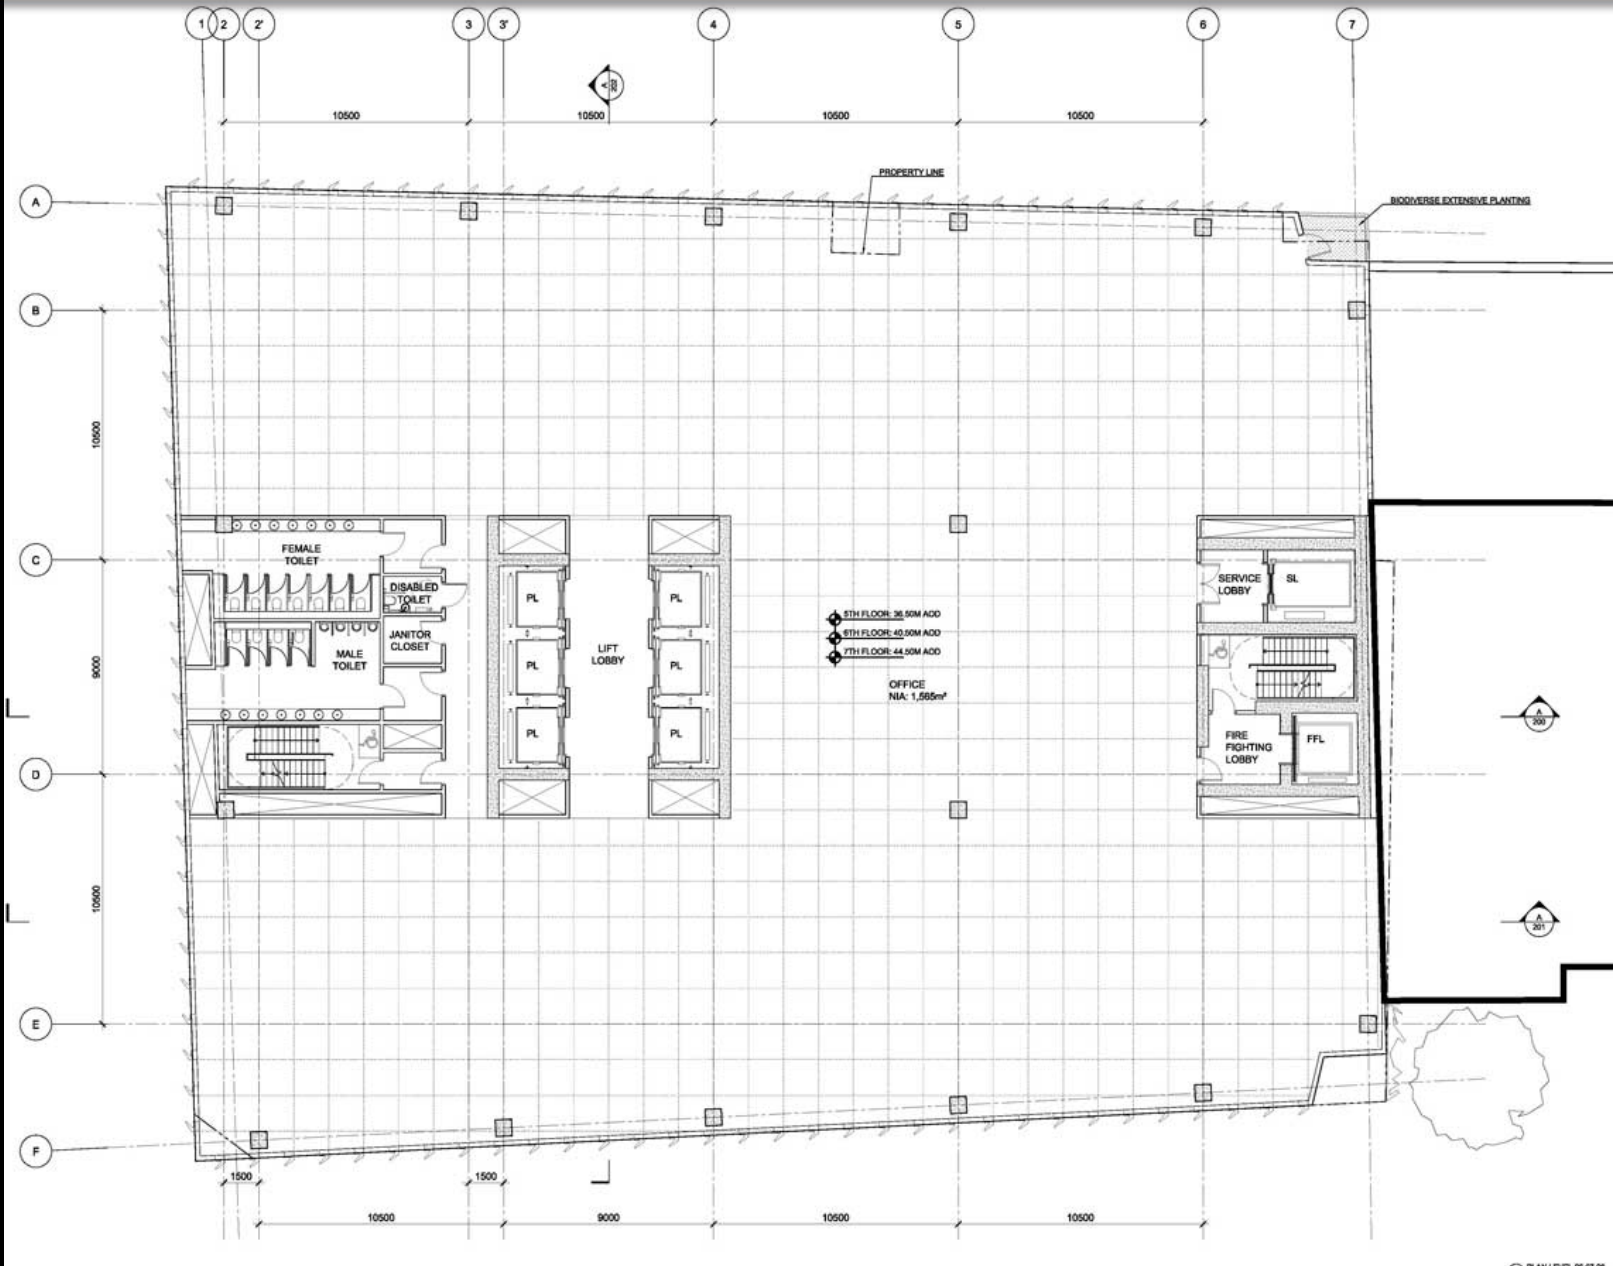 1
2
2'
3
3'
4
5
6
7
A
202
10500
10500
10500
10500
PROPERTY LINE
BIODIVERSE EXTENSIVE PLANTING
A
B
C
D
E
F
10500
9000
10500
FEMALE
TOILET
DISABLED
TOILET
JANITOR
CLOSET
MALE
TOILET
PL
PL
PL
LIFT
LOBBY
PL
PL
PL
5TH FLOOR: 36.50M AOD
6TH FLOOR: 40.50M AOD
7TH FLOOR: 44.50M AOD
OFFICE
NIA: 1,565m²
SERVICE
LOBBY
SL
FIRE
FIGHTING
LOBBY
FFL
A
200
A
201
1500
1500
10500
9000
10500
10500